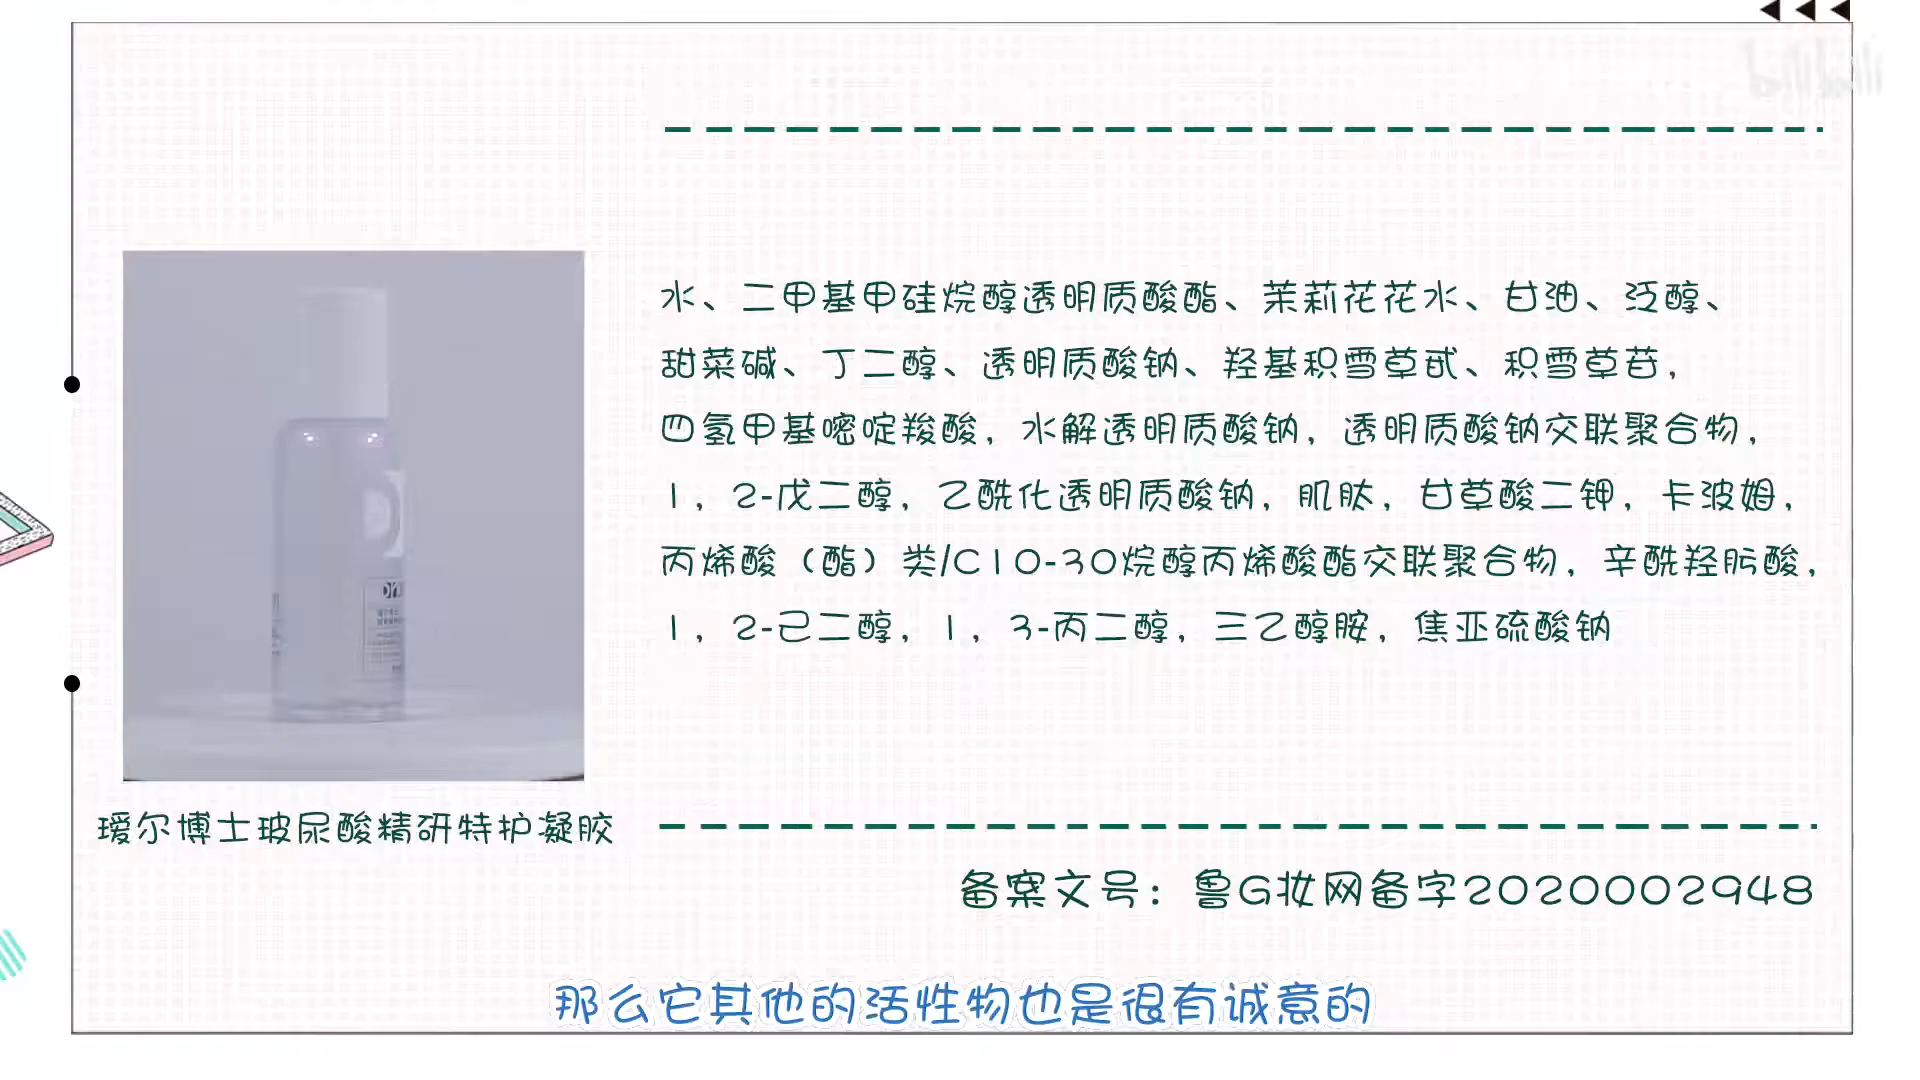 bilibili
水、二甲基甲硅烷醇透明质酸酯、茉莉花花水、甘油、泛醇、
甜菜碱、丁二醇、透明质酸钠、羟基积雪草甙、积雪草苷，
四氢甲基嘧啶羧酸，水解透明质酸钠，透明质酸钠交联聚合物，
1，2-戊二醇，乙酰化透明质酸钠，肌肽，甘草酸二钾，卡波姆，
丙烯酸（酯）类/C10-30烷醇丙烯酸酯交联聚合物，辛酰羟肟酸，
1，2-己二醇，1，3-丙二醇，三乙醇胺，焦亚硫酸钠
瑷尔博士玻尿酸精研特护凝胶
备案文号：鲁G妆网备字2020002948
那么它其他的活性物也是很有诚意的